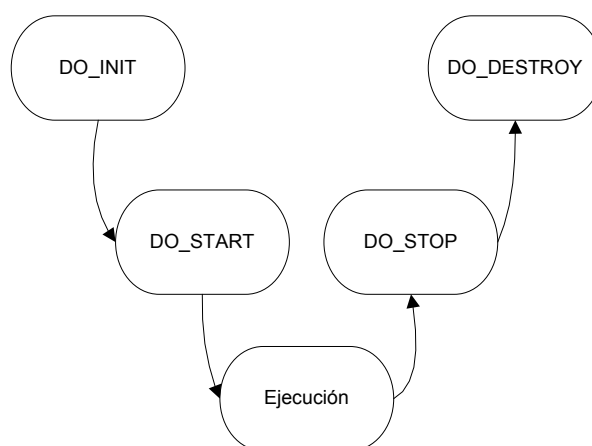 DO_INIT
DO_DESTROY
DO_START
DO_STOP
Ejecución